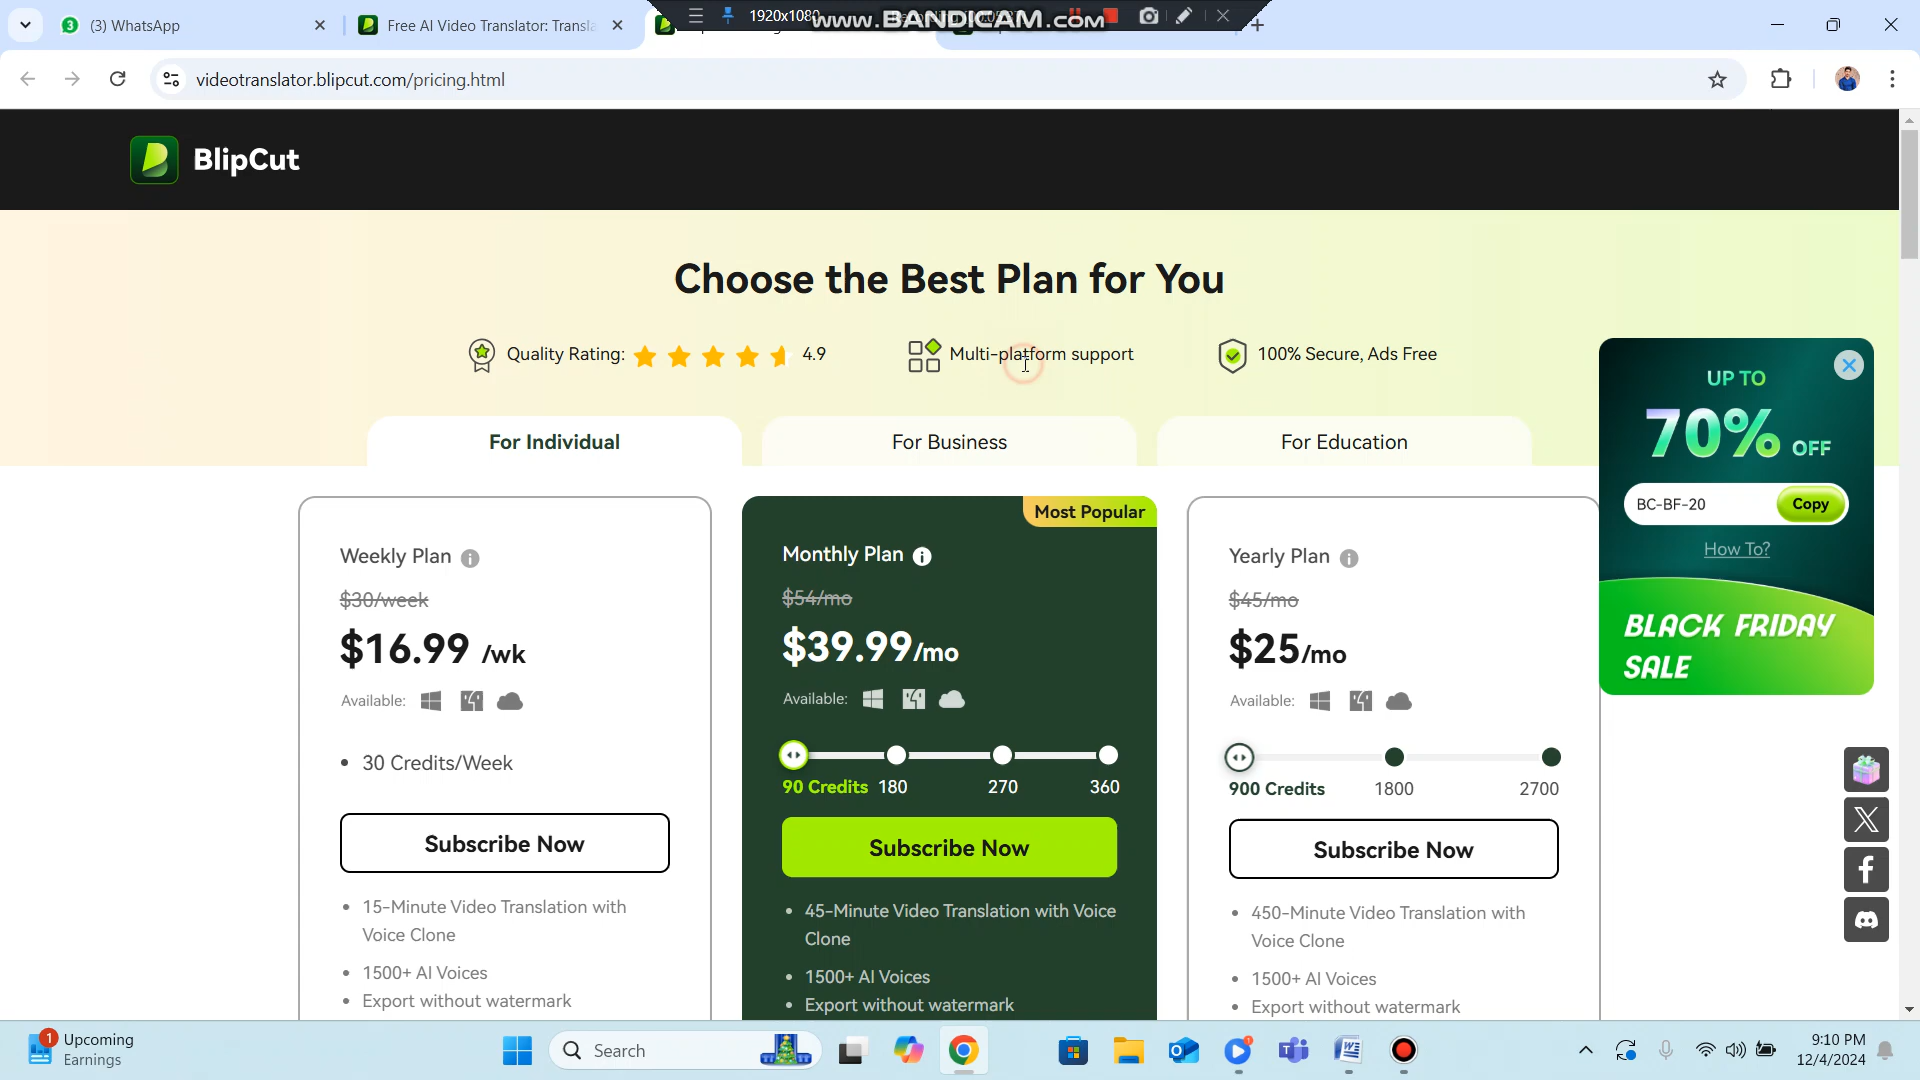 (3) WhatsApp
Free AI Video Translator: Transla
1920x1080
www.BANDICAM.com
videotranslator.blipcut.com/pricing.html
BlipCut
Choose the Best Plan for You
Quality Rating: 4.9
Multi-platform support
100% Secure, Ads Free
For Individual
For Business
For Education
UP TO
70% OFF
BC-BF-20
Copy
How To?
BLACK FRIDAY
SALE
Weekly Plan
$30/week
$16.99 /wk
Available:
• 30 Credits/Week
Subscribe Now
• 15-Minute Video Translation with
Voice Clone
• 1500+ AI Voices
• Export without watermark
Most Popular
Monthly Plan
$54/mo
$39.99/mo
Available:
90 Credits 180 270 360
Subscribe Now
• 45-Minute Video Translation with Voice
Clone
• 1500+ AI Voices
• Export without watermark
Yearly Plan
$45/mo
$25/mo
Available:
900 Credits 1800 2700
Subscribe Now
• 450-Minute Video Translation with
Voice Clone
• 1500+ AI Voices
• Export without watermark
1
Upcoming
Earnings
Search
9:10 PM
12/4/2024